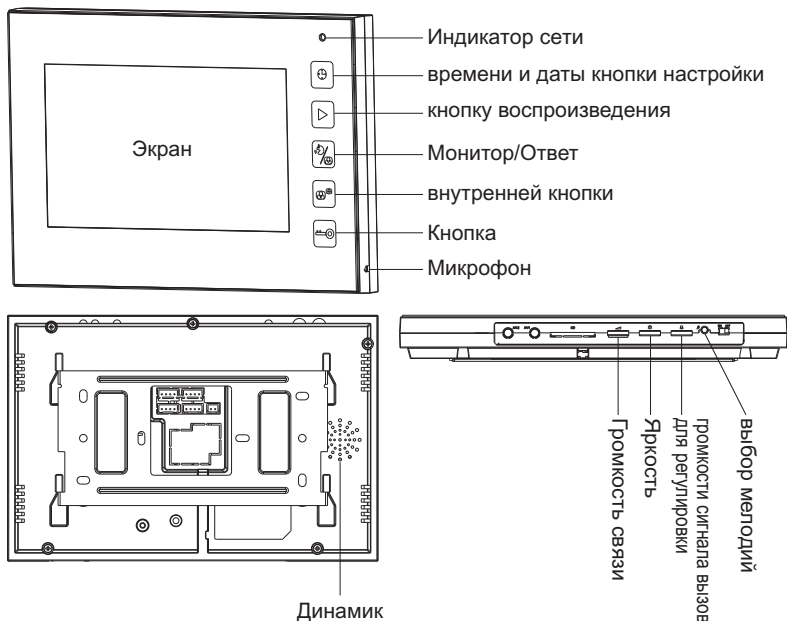 Индикатор сети
времени и даты кнопки настройки
кнопку воспроизведения
Экран
Монитор/Ответ
внутренней кнопки
Кнопка
Микрофон
Динамик
Громкость связи
Яркость
для регулировки
громкости сигнала вызов
выбор мелодий